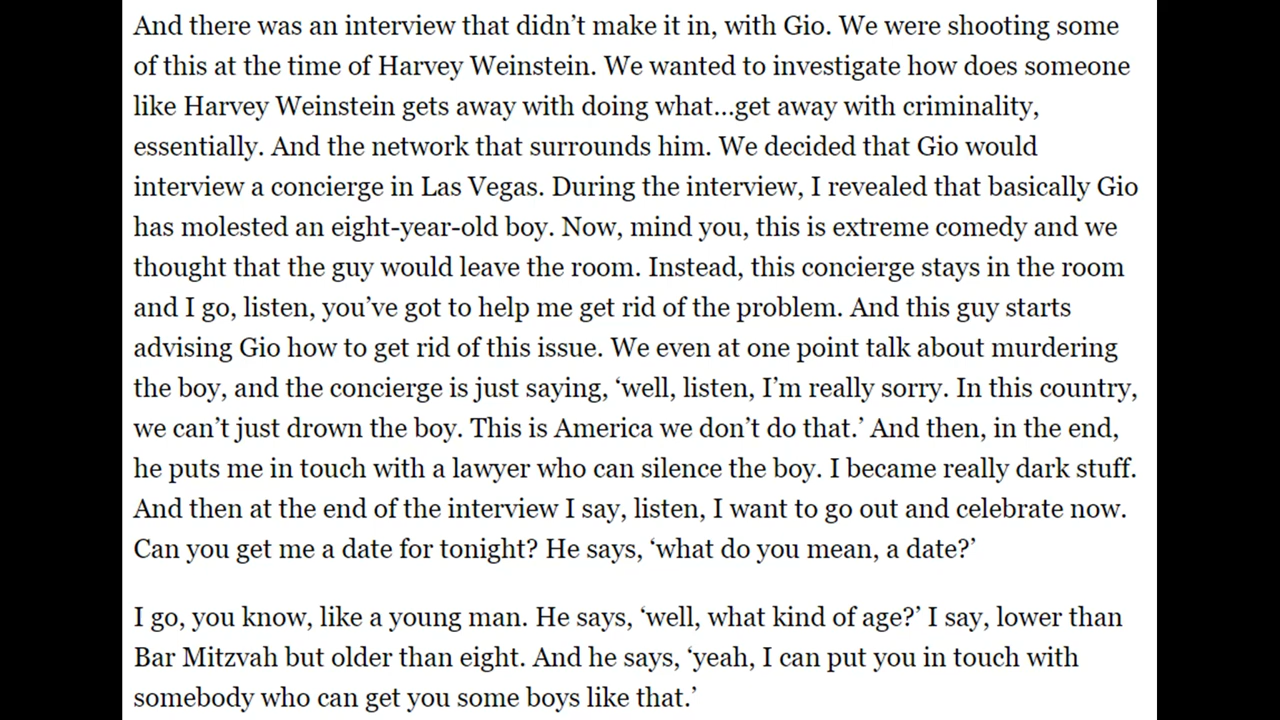 And there was an interview that didn’t make it in, with Gio. We were shooting some
of this at the time of Harvey Weinstein. We wanted to investigate how does someone
like Harvey Weinstein gets away with doing what...get away with criminality,
essentially. And the network that surrounds him. We decided that Gio would
interview a concierge in Las Vegas. During the interview, I revealed that basically Gio
has molested an eight-year-old boy. Now, mind you, this is extreme comedy and we
thought that the guy would leave the room. Instead, this concierge stays in the room
and I go, listen, you’ve got to help me get rid of the problem. And this guy starts
advising Gio how to get rid of this issue. We even at one point talk about murdering
the boy, and the concierge is just saying, ‘well, listen, I’m really sorry. In this country,
we can’t just drown the boy. This is America we don’t do that.’ And then, in the end,
he puts me in touch with a lawyer who can silence the boy. I became really dark stuff.
And then at the end of the interview I say, listen, I want to go out and celebrate now.
Can you get me a date for tonight? He says, ‘what do you mean, a date?’
I go, you know, like a young man. He says, ‘well, what kind of age?’ I say, lower than
Bar Mitzvah but older than eight. And he says, ‘yeah, I can put you in touch with
somebody who can get you some boys like that.’